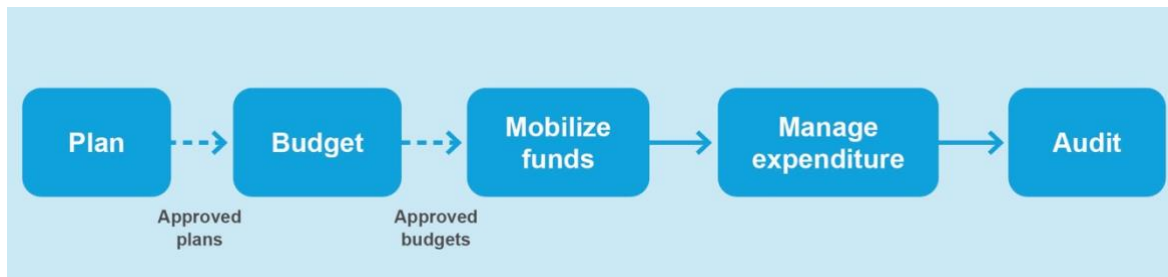 Plan
Budget
Mobilize
funds
Manage
expenditure
Audit
Approved
plans
Approved
budgets